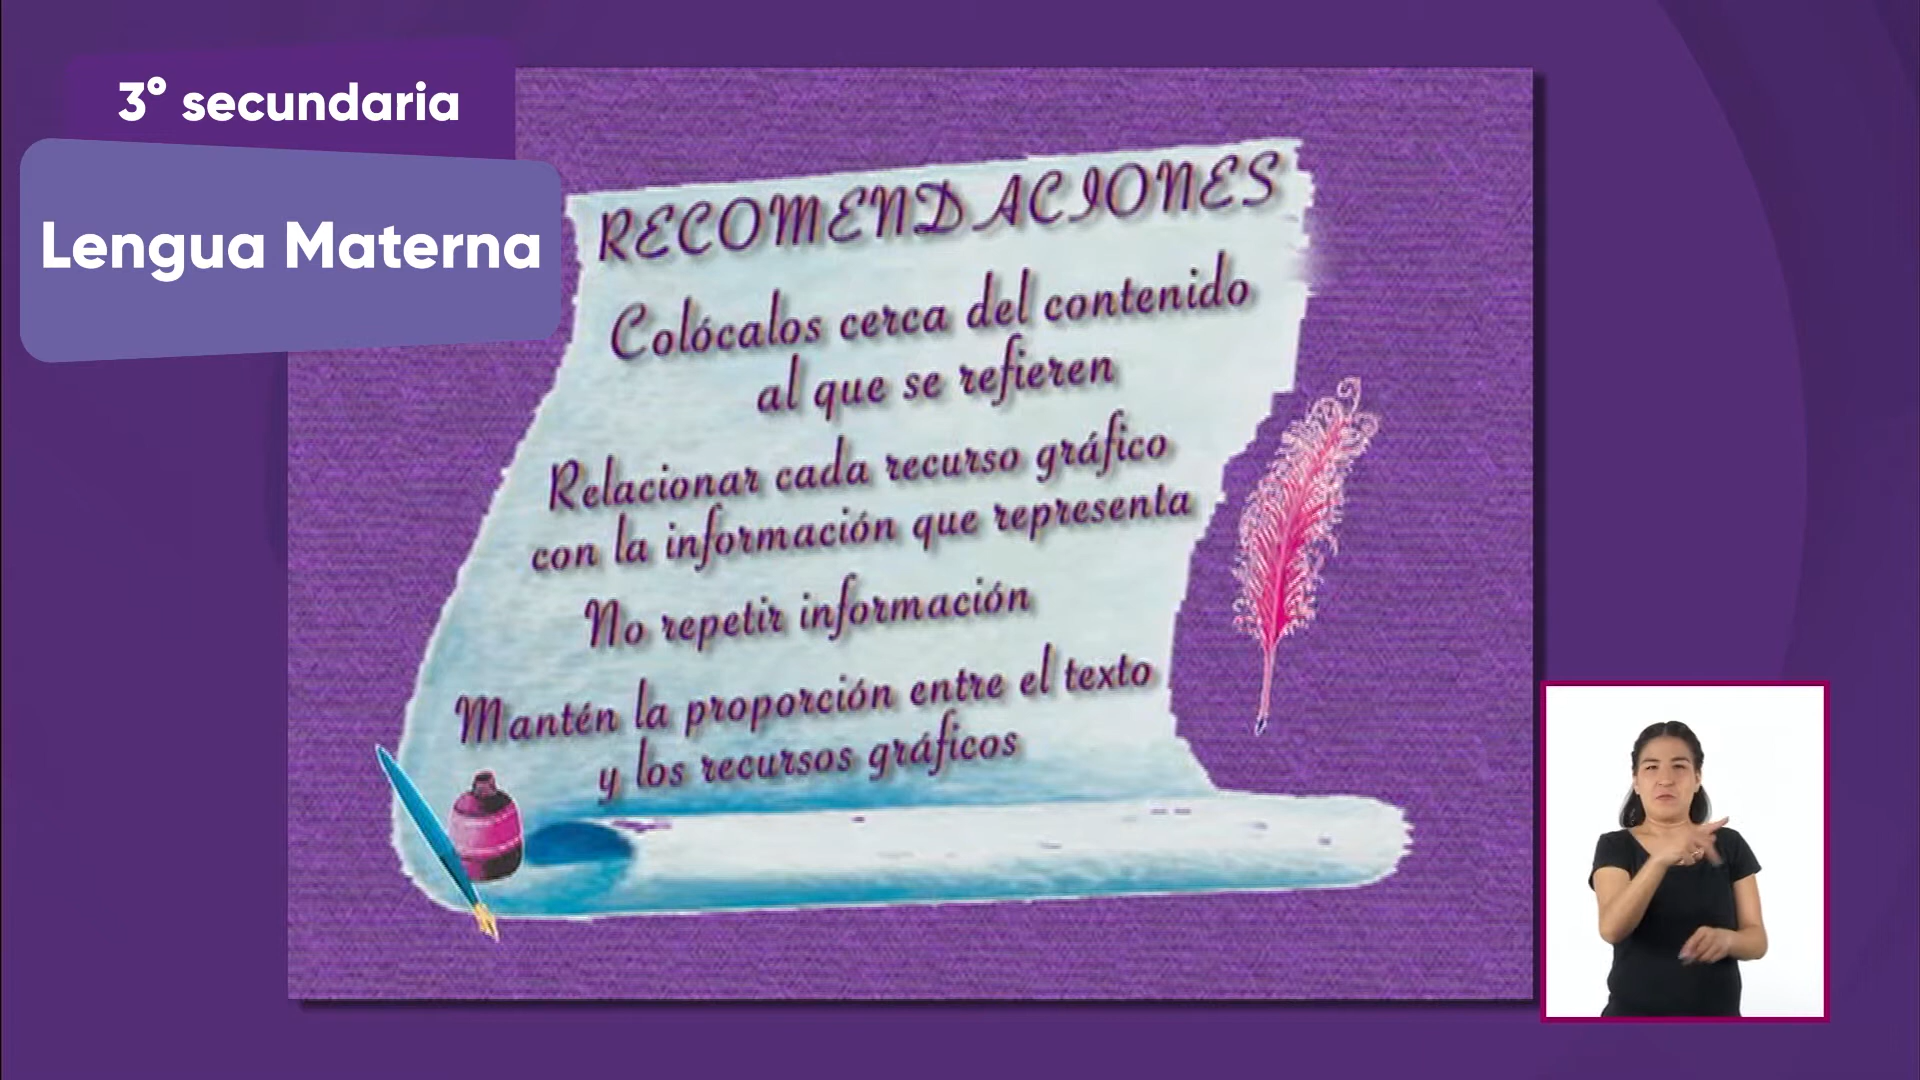 3° secundaria
Lengua Materna
RECOMENDACIONES
Colócalos cerca del contenido
al que se refieren
Relacionar cada recurso gráfico
con la información que representa
No repetir información
Mantén la proporción entre el texto
y los recursos gráficos